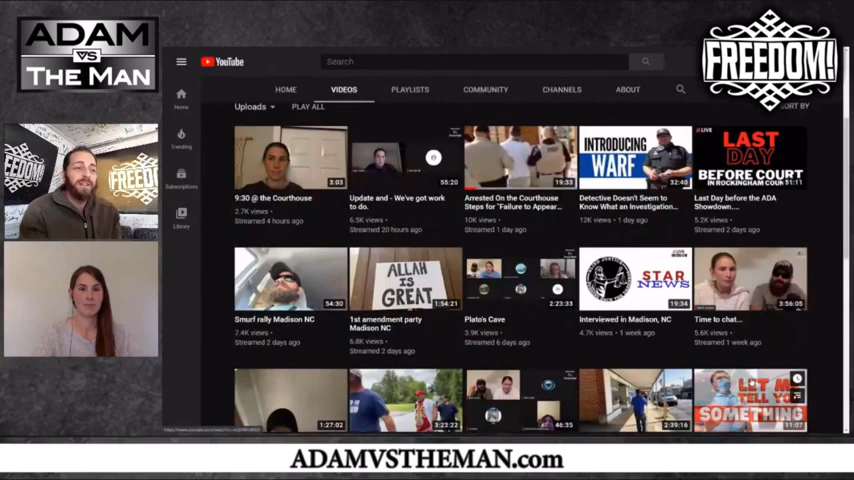 ADAM
VS
THE MAN
FREEDOM!
YouTube
Search
HOME
VIDEOS
PLAYLISTS
COMMUNITY
CHANNELS
ABOUT
Uploads
PLAY ALL
SORT BY
Home
Trending
Subscriptions
Library
FREEDOM!
FREEDOM!
3:03
9:30 @ the Courthouse
2.7K views •
Streamed 4 hours ago
55:20
Update and - We've got work
to do.
6.5K views •
Streamed 20 hours ago
19:33
Arrested On the Courthouse
Steps for "Failure to Appear...
10K views •
Streamed 1 day ago
INTRODUCING
WARF
32:40
Detective Doesn't Seem to
Know What an Investigation...
12K views • 1 day ago
LIVE
LAST
DAY
BEFORE COURT
IN ROCKINGHAM COUN
51:11
Last Day before the ADA
Showdown....
5.2K views •
Streamed 2 days ago
54:30
Smurf rally Madison NC
7.4K views •
Streamed 2 days ago
ALLAH
IS
GREAT
1:54:21
1st amendment party
Madison NC
6.8K views •
Streamed 2 days ago
2:23:33
Plato's Cave
3.9K views •
Streamed 6 days ago
STAR
NEWS
19:34
Interviewed in Madison, NC
4.7K views • 1 week ago
3:56:05
Time to chat...
5.6K views •
Streamed 1 week ago
1:27:02
3:23:22
46:35
2:39:16
LET ME
TELL YO
SOMETHING
11:07
ADAMVSTHEMAN.com